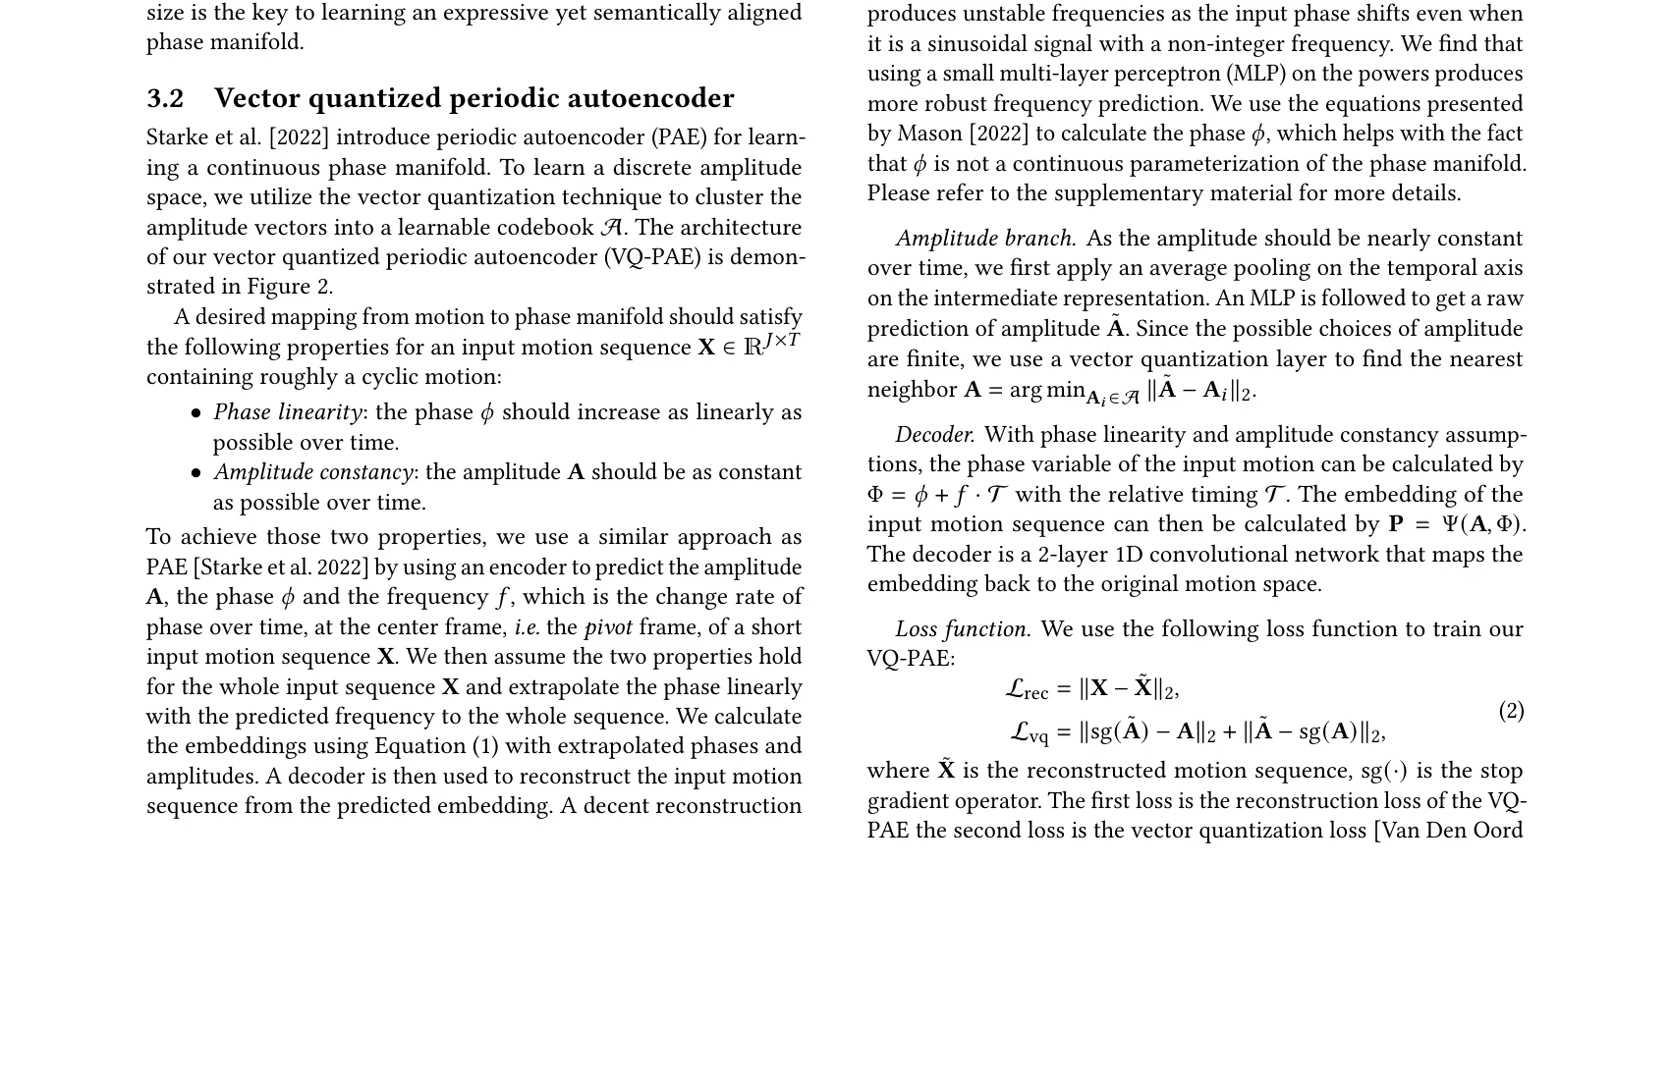 size is the key to learning an expressive yet semantically aligned
phase manifold.
3.2 Vector quantized periodic autoencoder
Starke et al. [2022] introduce periodic autoencoder (PAE) for learn-
ing a continuous phase manifold. To learn a discrete amplitude
space, we utilize the vector quantization technique to cluster the
amplitude vectors into a learnable codebook 𝒜. The architecture
of our vector quantized periodic autoencoder (VQ-PAE) is demon-
strated in Figure 2.
A desired mapping from motion to phase manifold should satisfy
the following properties for an input motion sequence X ∈ ℝ^{J×T}
containing roughly a cyclic motion:
• Phase linearity: the phase ϕ should increase as linearly as
possible over time.
• Amplitude constancy: the amplitude A should be as constant
as possible over time.
To achieve those two properties, we use a similar approach as
PAE [Starke et al. 2022] by using an encoder to predict the amplitude
A, the phase ϕ and the frequency f, which is the change rate of
phase over time, at the center frame, i.e. the pivot frame, of a short
input motion sequence X. We then assume the two properties hold
for the whole input sequence X and extrapolate the phase linearly
with the predicted frequency to the whole sequence. We calculate
the embeddings using Equation (1) with extrapolated phases and
amplitudes. A decoder is then used to reconstruct the input motion
sequence from the predicted embedding. A decent reconstruction
produces unstable frequencies as the input phase shifts even when
it is a sinusoidal signal with a non-integer frequency. We find that
using a small multi-layer perceptron (MLP) on the powers produces
more robust frequency prediction. We use the equations presented
by Mason [2022] to calculate the phase ϕ, which helps with the fact
that ϕ is not a continuous parameterization of the phase manifold.
Please refer to the supplementary material for more details.
Amplitude branch. As the amplitude should be nearly constant
over time, we first apply an average pooling on the temporal axis
on the intermediate representation. An MLP is followed to get a raw
prediction of amplitude Ã. Since the possible choices of amplitude
are finite, we use a vector quantization layer to find the nearest
neighbor A = arg min_{A_i∈𝒜} ‖Ã − A_i‖₂.
Decoder. With phase linearity and amplitude constancy assump-
tions, the phase variable of the input motion can be calculated by
Φ = ϕ + f · 𝒯 with the relative timing 𝒯. The embedding of the
input motion sequence can then be calculated by P = Ψ(A, Φ).
The decoder is a 2-layer 1D convolutional network that maps the
embedding back to the original motion space.
Loss function. We use the following loss function to train our
VQ-PAE:
ℒ_rec = ‖X − X̃‖₂,
ℒ_vq = ‖sg(Ã) − A‖₂ + ‖Ã − sg(A)‖₂,
(2)
where X̃ is the reconstructed motion sequence, sg(·) is the stop
gradient operator. The first loss is the reconstruction loss of the VQ-
PAE the second loss is the vector quantization loss [Van Den Oord